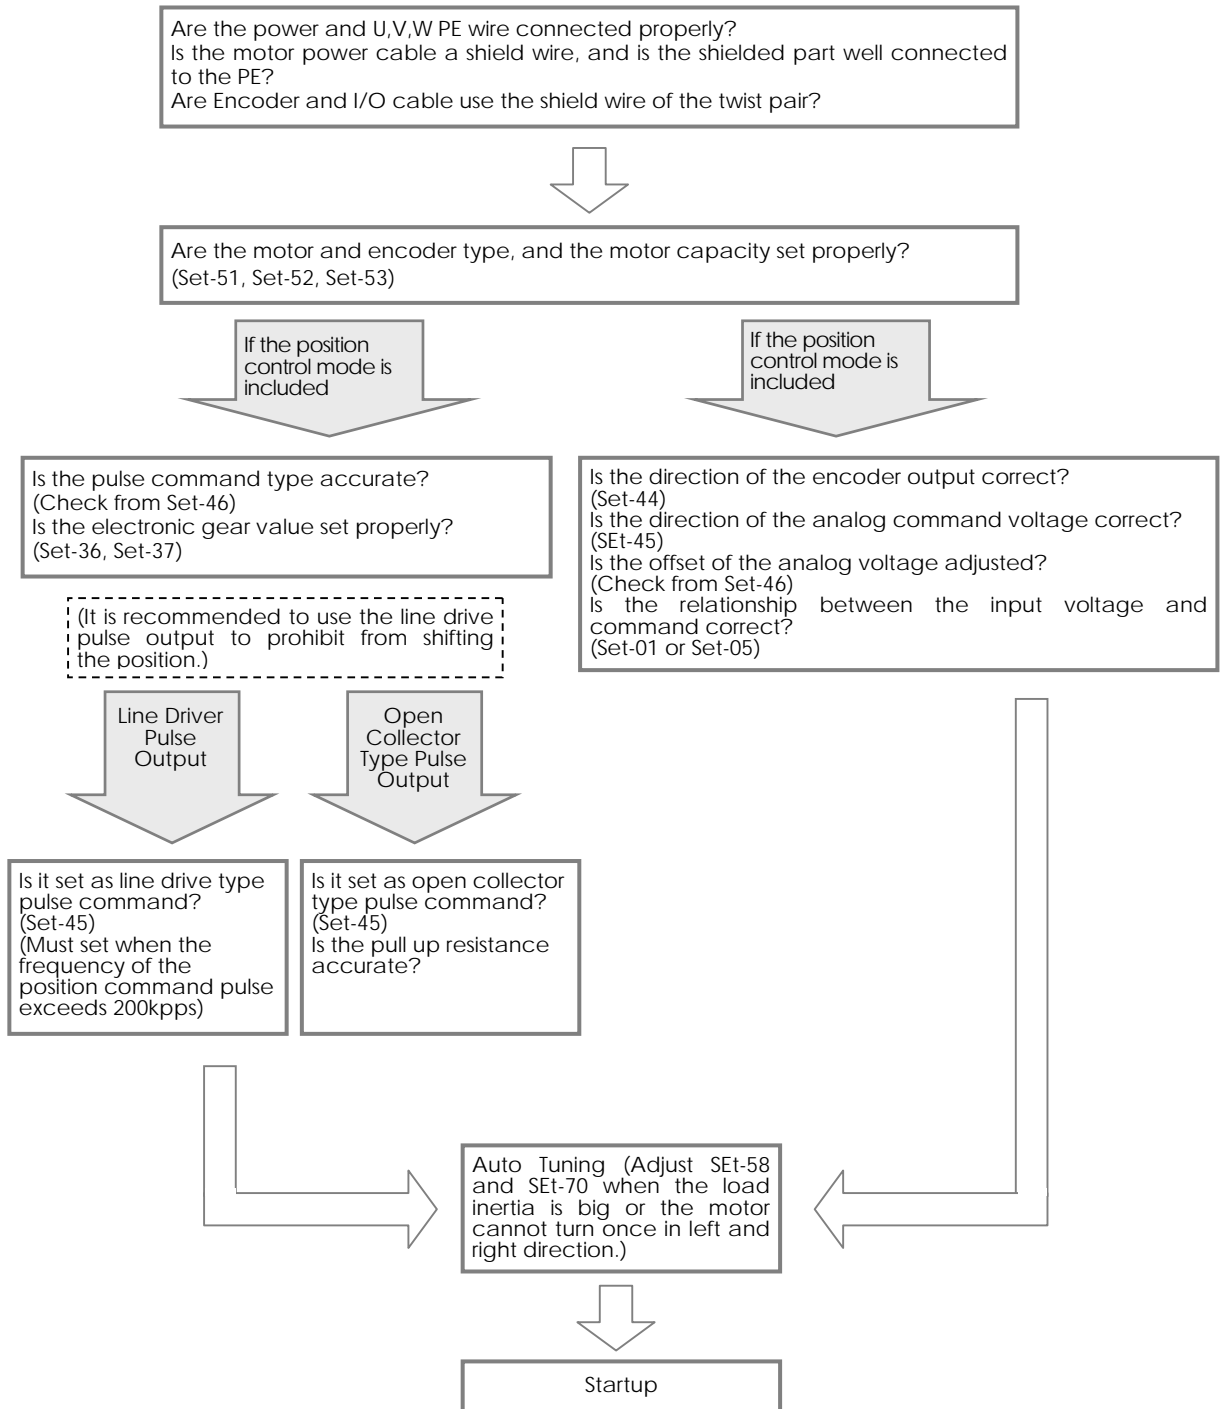 Are the power and U,V,W PE wire connected properly?
Is the motor power cable a shield wire, and is the shielded part well connected
to the PE?
Are Encoder and I/O cable use the shield wire of the twist pair?
Are the motor and encoder type, and the motor capacity set properly?
(Set-51, Set-52, Set-53)
If the position
control mode is
included
If the position
control mode is
included
Is the pulse command type accurate?
(Check from Set-46)
Is the electronic gear value set properly?
(Set-36, Set-37)
Is the direction of the encoder output correct?
(Set-44)
Is the direction of the analog command voltage correct?
(SEt-45)
Is the offset of the analog voltage adjusted?
(Check from Set-46)
Is the relationship between the input voltage and
command correct?
(Set-01 or Set-05)
(It is recommended to use the line drive
pulse output to prohibit from shifting
the position.)
Line Driver
Pulse
Output
Open
Collector
Type Pulse
Output
Is it set as line drive type
pulse command?
(Set-45)
(Must set when the
frequency of the
position command pulse
exceeds 200kpps)
Is it set as open collector
type pulse command?
(Set-45)
Is the pull up resistance
accurate?
Auto Tuning (Adjust SEt-58
and SEt-70 when the load
inertia is big or the motor
cannot turn once in left and
right direction.)
Startup